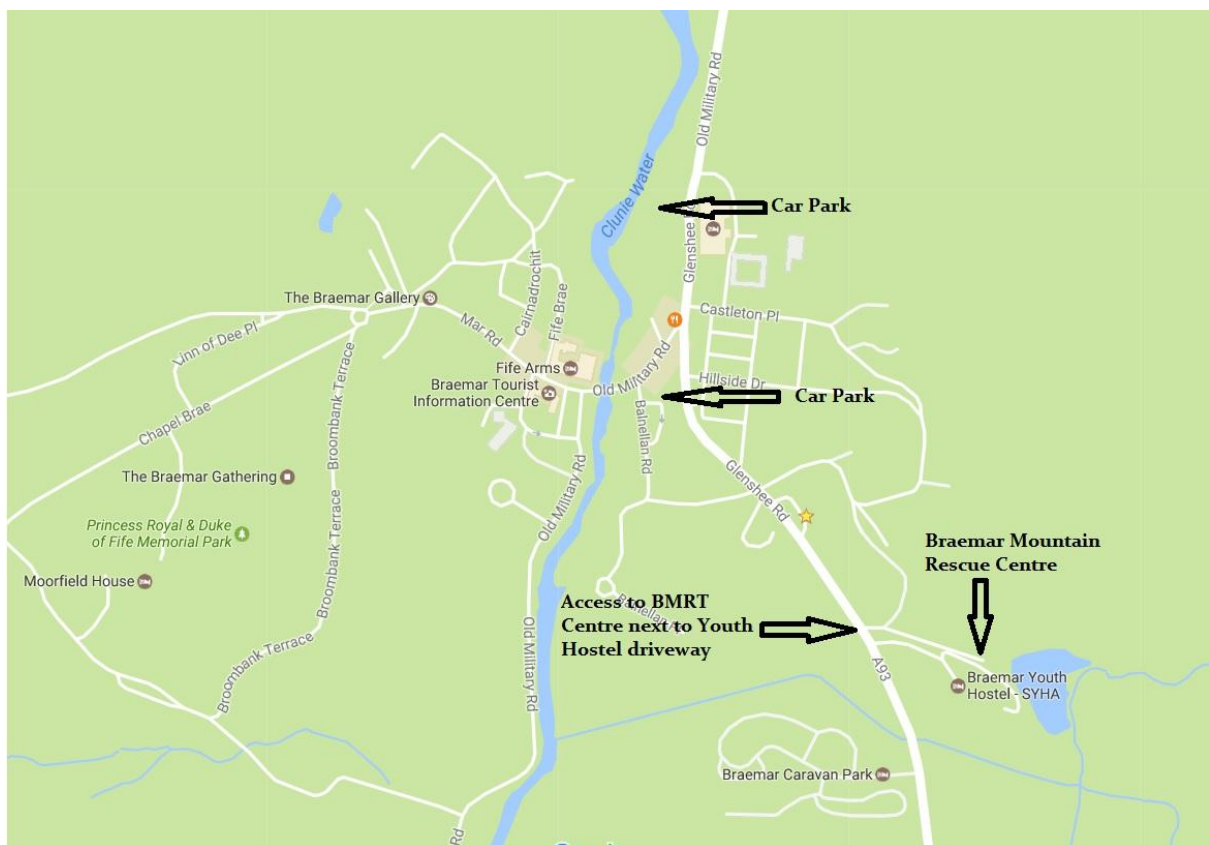 Old Military Rd
Clunie Water
Car Park
Glenshee Rd
Cairnadrochit
Fife Brae
The Braemar Gallery
Mar Rd
Castleton Pl
Linn of Dee Pl
Broombank Terrace
Fife Arms
Old Military Rd
Hillside Dr
Braemar Tourist
Information Centre
Car Park
Chapel Brae
Balnellan Rd
Broombank Terrace
The Braemar Gathering
Glenshee Rd
Old Military Rd
Princess Royal & Duke
of Fife Memorial Park
Broombank Terrace
Braemar Mountain
Rescue Centre
Moorfield House
Access to BMRT
Centre next to Youth
Hostel driveway
Old Military Rd
Broombank Terrace
A93
Braemar Youth
Hostel - SYHA
Braemar Caravan Park
Rd